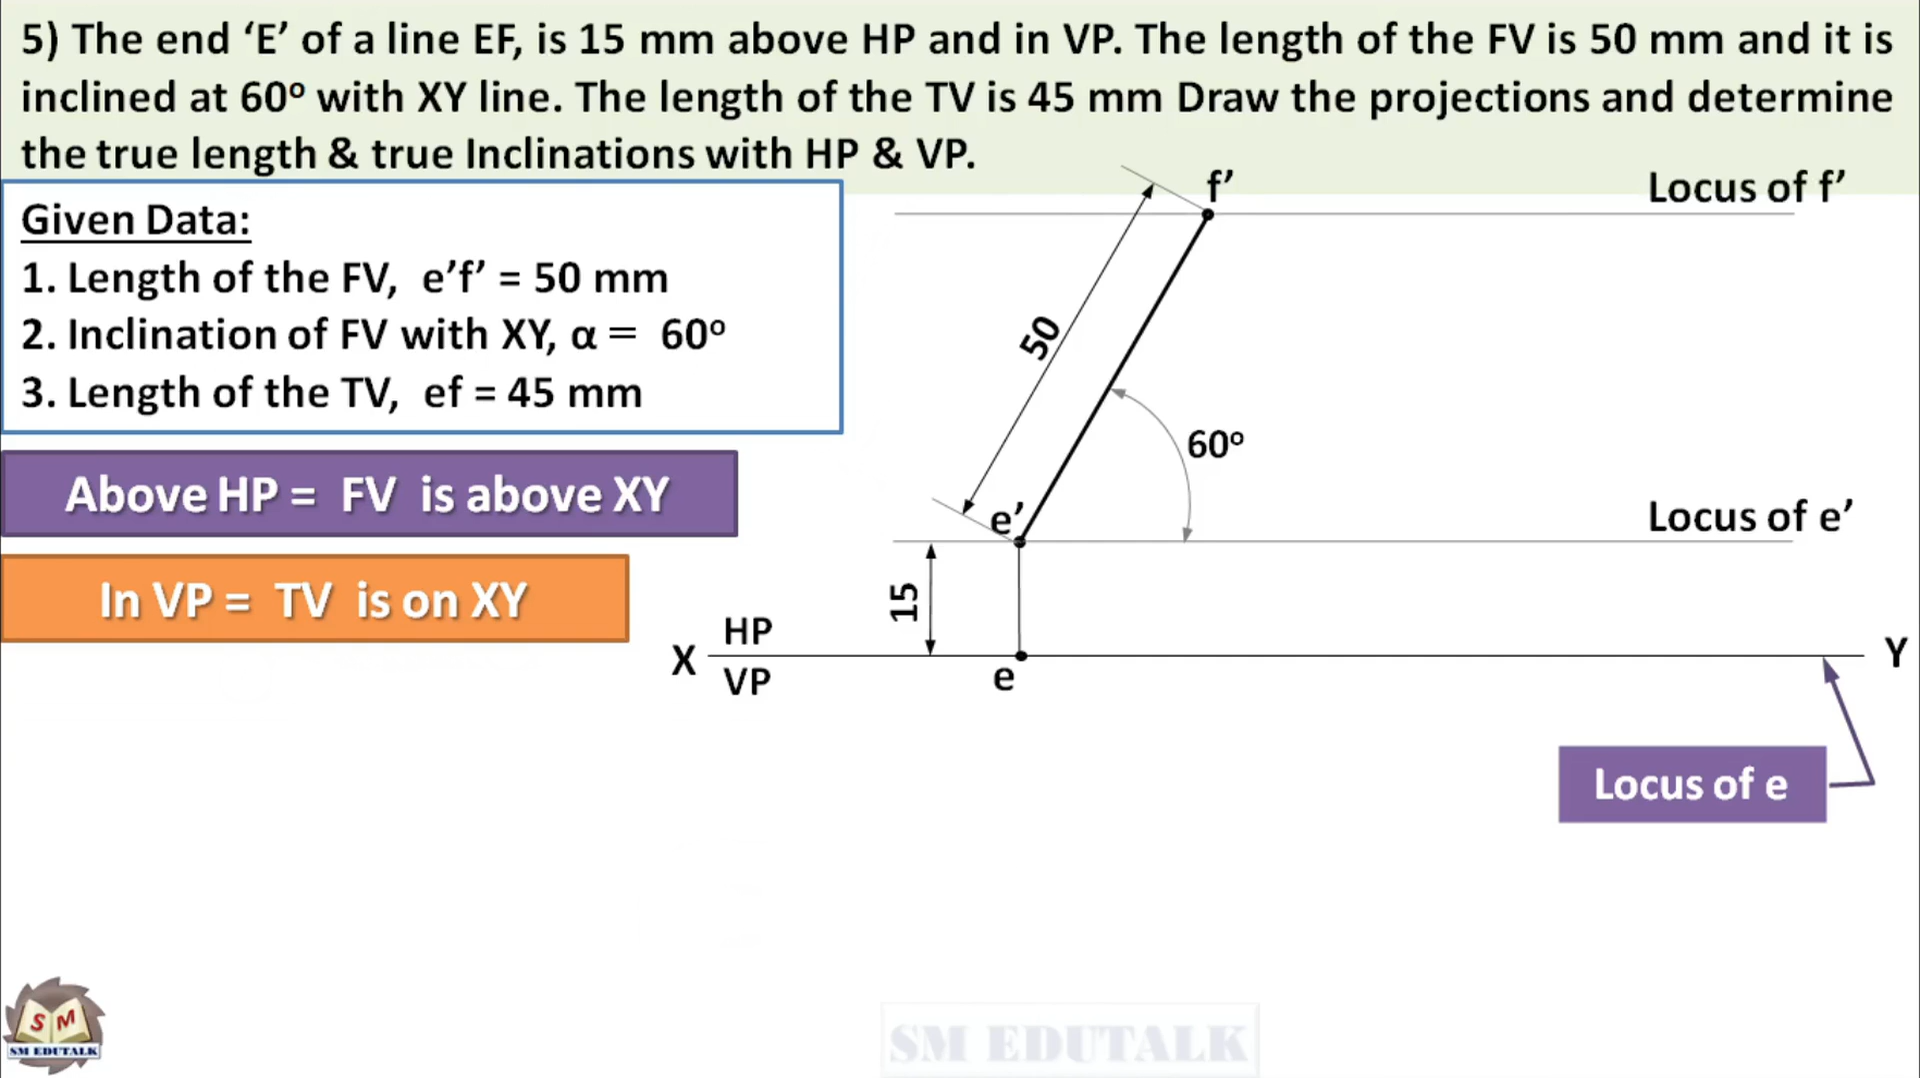 5) The end ‘E’ of a line EF, is 15 mm above HP and in VP. The length of the FV is 50 mm and it is
inclined at 60º with XY line. The length of the TV is 45 mm Draw the projections and determine
the true length & true Inclinations with HP & VP.
Given Data:
1. Length of the FV, e’f’ = 50 mm
2. Inclination of FV with XY, α = 60º
3. Length of the TV, ef = 45 mm
Above HP = FV is above XY
In VP = TV is on XY
f’
Locus of f’
50
60º
e’
Locus of e’
15
X
HP
VP
Y
e
Locus of e
S M
SM EDUTALK
SM EDUTALK